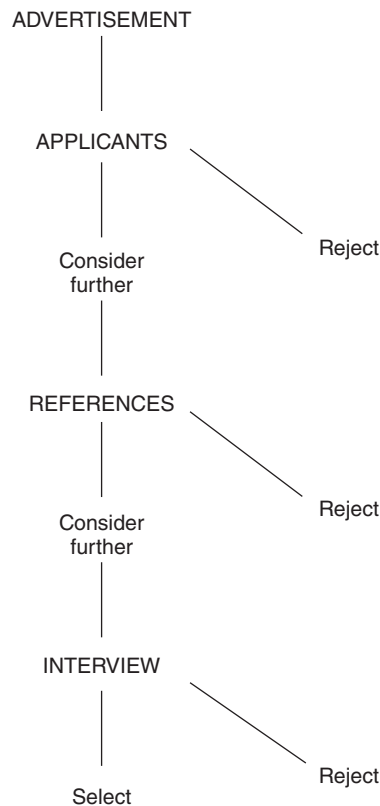 ADVERTISEMENT
APPLICANTS
Reject
Consider
further
REFERENCES
Reject
Consider
further
INTERVIEW
Reject
Select